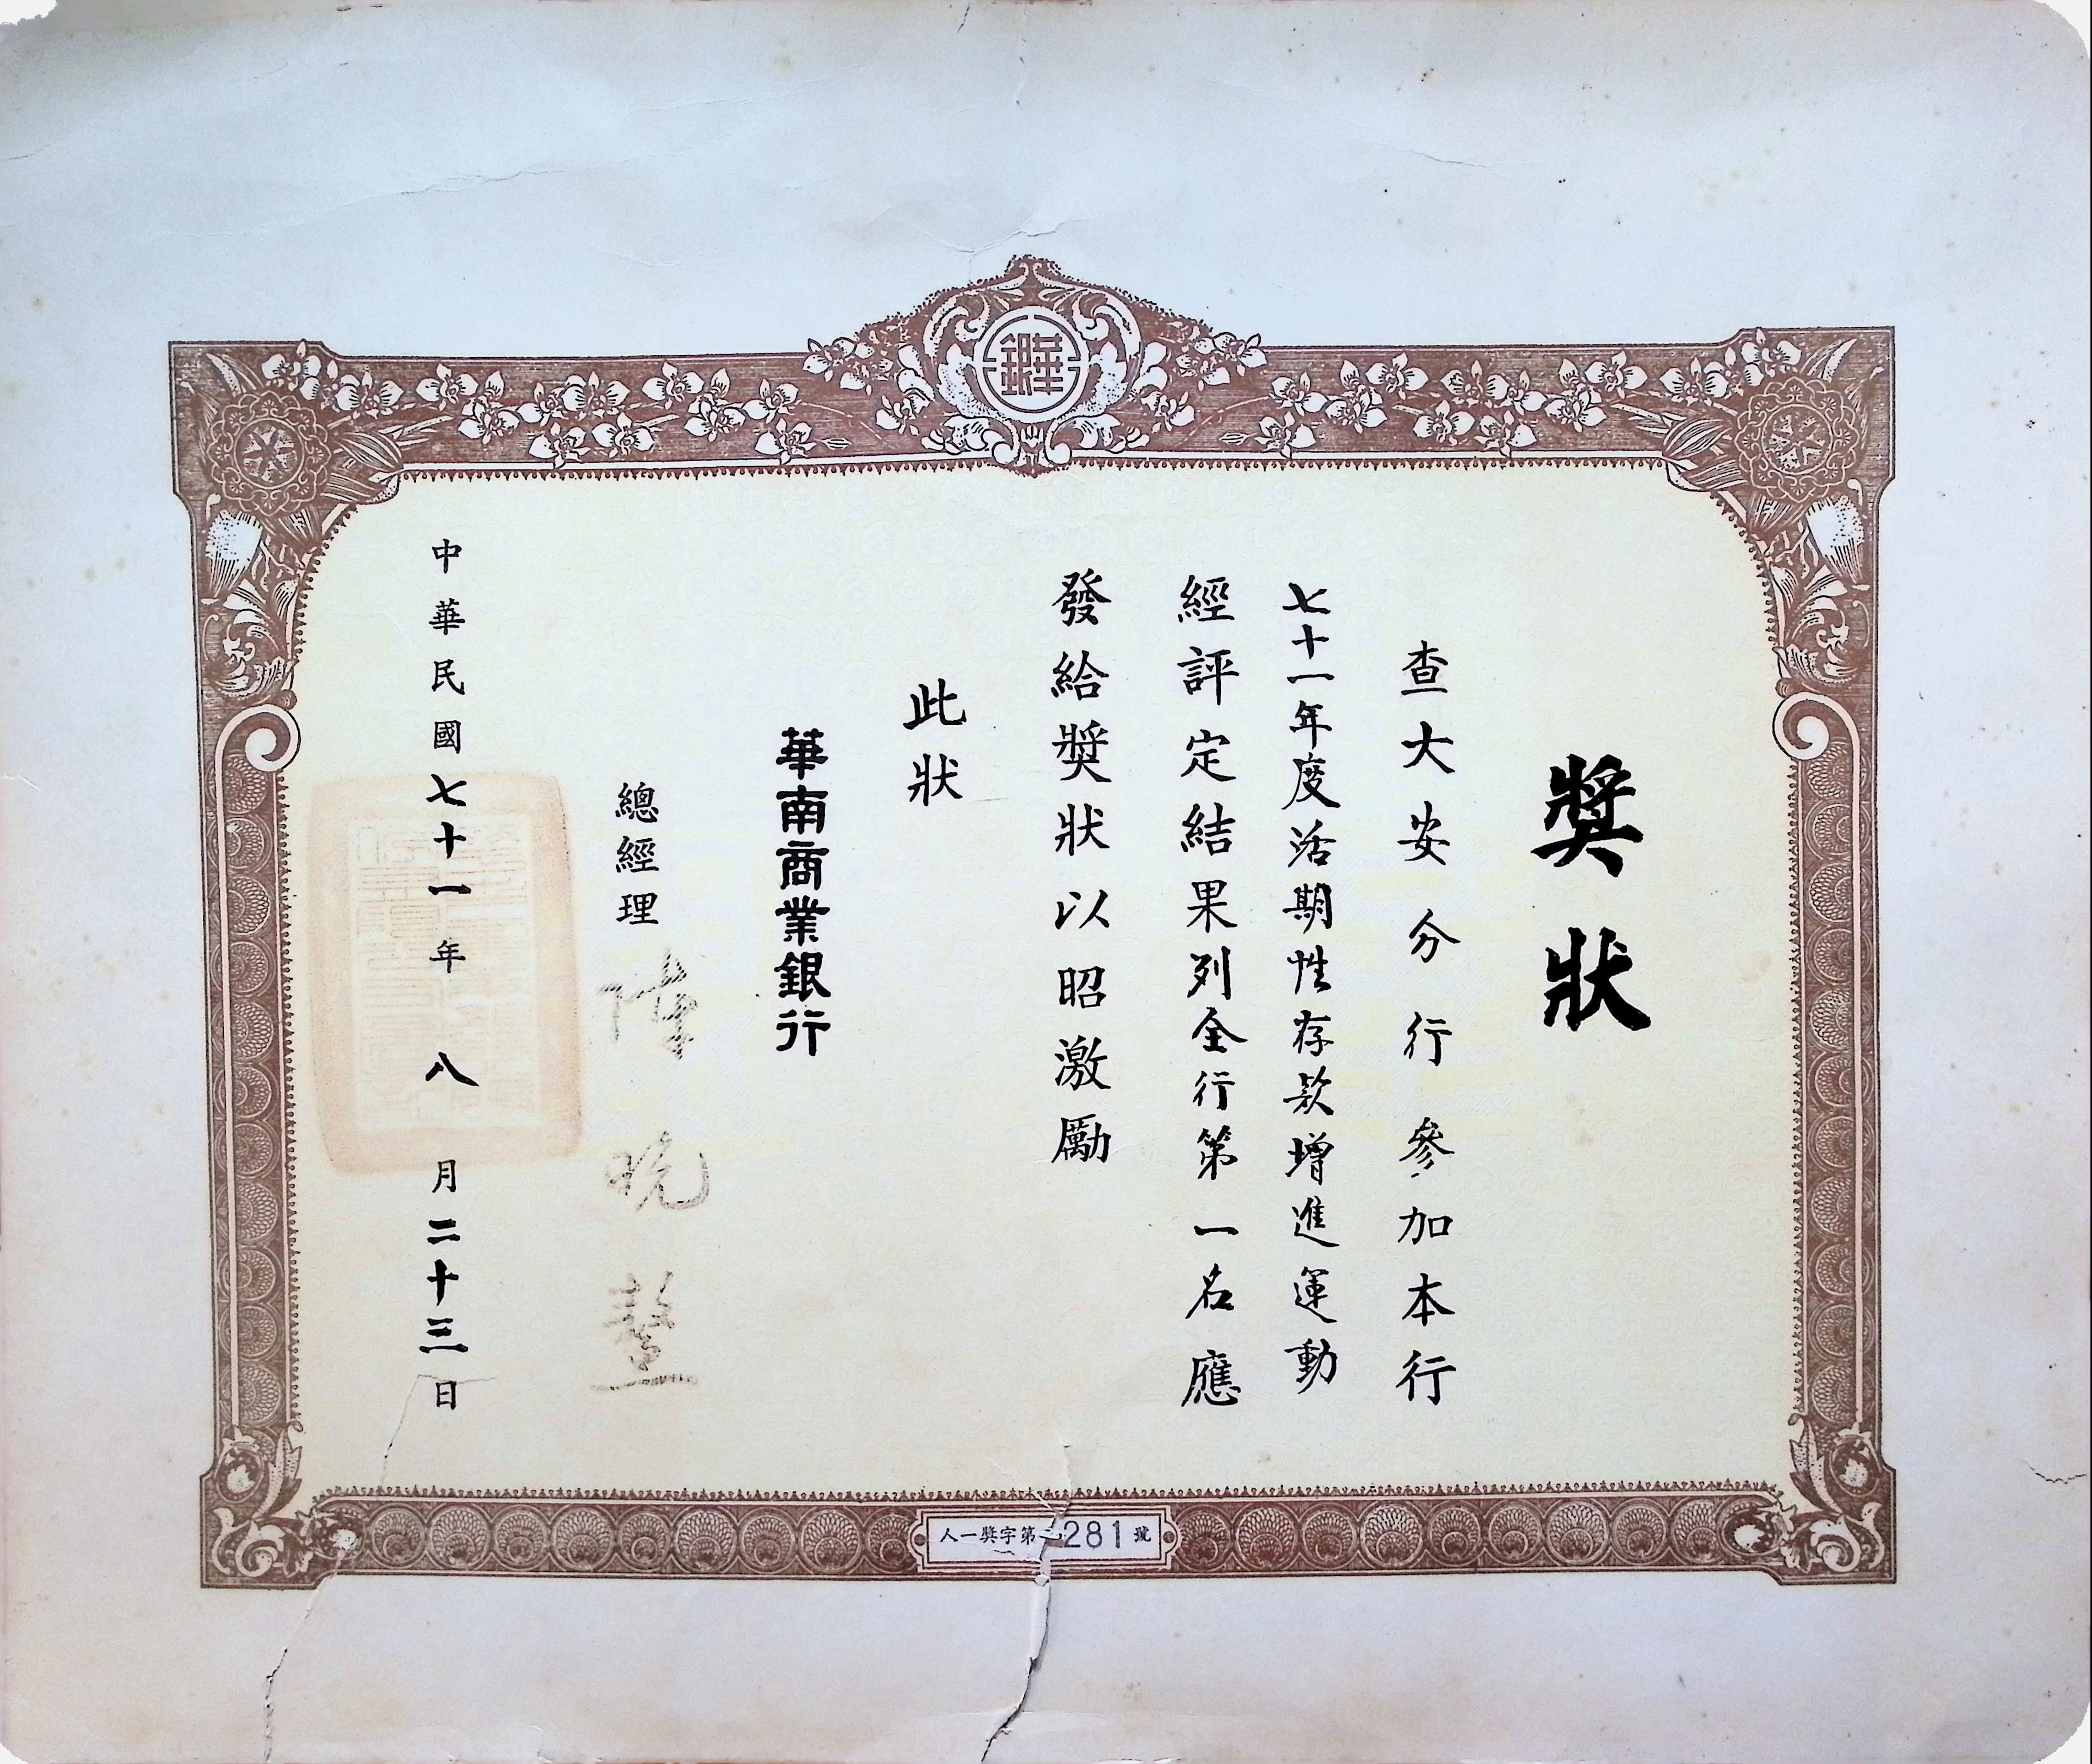 獎狀
查大安分行參加本行
七十一年度活期性存款增進運動
經評定結果列全行第一名應
發給獎狀以昭激勵
此狀
華南商業銀行
總經理
中華民國七十一年八月二十三日
華銀
人一獎字第281號